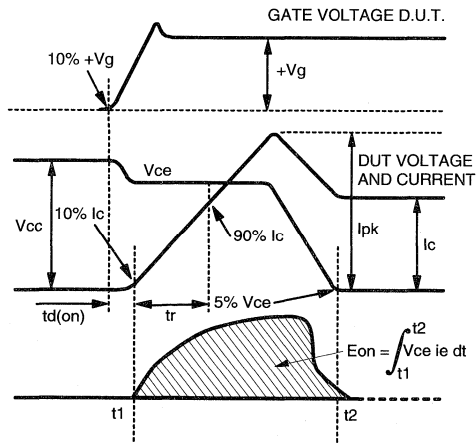 GATE VOLTAGE D.U.T.
10% +Vg
+Vg
Vce
DUT VOLTAGE
AND CURRENT
10% Ic
Vcc
90% Ic
Ipk
Ic
td(on)
tr
5% Vce
Eon = ∫ Vce ie dt
t2
t1
t1
t2